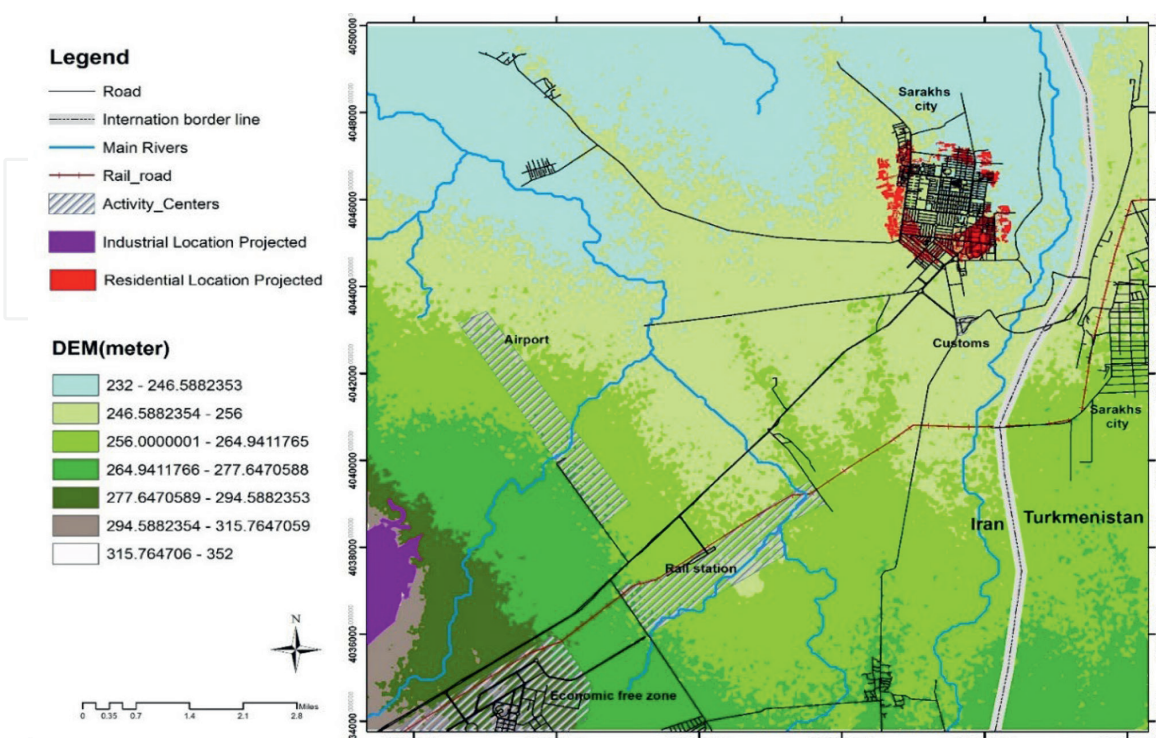 Legend
Road
Internation border line
Main Rivers
Rail_road
Activity_Centers
Industrial Location Projected
Residential Location Projected
DEM(meter)
232 - 246.5882353
246.5882354 - 256
256.0000001 - 264.9411765
264.9411766 - 277.6470588
277.6470589 - 294.5882353
294.5882354 - 315.7647059
315.764706 - 352
N
Miles
0 0.35 0.7 1.4 2.1 2.8
4050000
4048000
4046000
4044000
4042000
4040000
4038000
4036000
34000
Sarakhs
city
Airport
Customs
Sarakhs
city
Iran
Turkmenistan
Rail station
Economic free zone